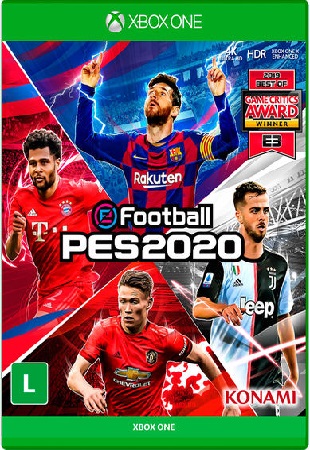 XBOX ONE
4K
HDR
XBOX ONE X
ENHANCED
2019
BEST OF
GAME CRITICS
AWARD
WINNER
E3
Rakuten
T
eFootball
PES2020
Jeep
CHEVROLET
L
KONAMI
XBOX ONE